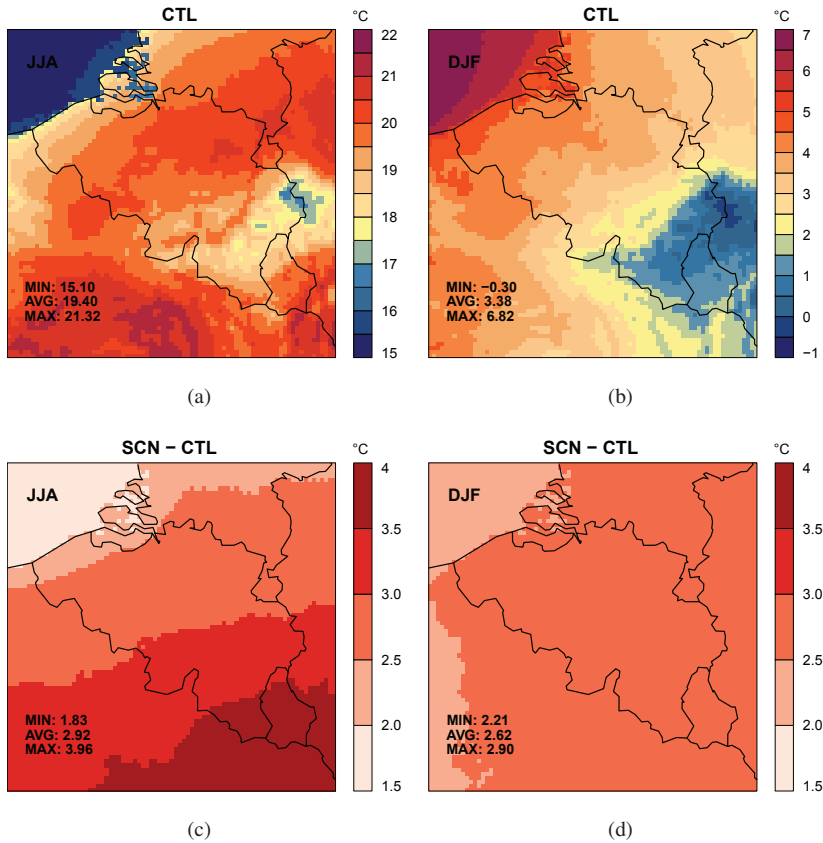 CTL
°C
JJA
22
21
20
19
18
17
16
15
MIN: 15.10
AVG: 19.40
MAX: 21.32
(a)
CTL
°C
DJF
7
6
5
4
3
2
1
0
−1
MIN: −0.30
AVG: 3.38
MAX: 6.82
(b)
SCN − CTL
°C
JJA
4
3.5
3.0
2.5
2.0
1.5
MIN: 1.83
AVG: 2.92
MAX: 3.96
(c)
SCN − CTL
°C
DJF
4
3.5
3.0
2.5
2.0
1.5
MIN: 2.21
AVG: 2.62
MAX: 2.90
(d)